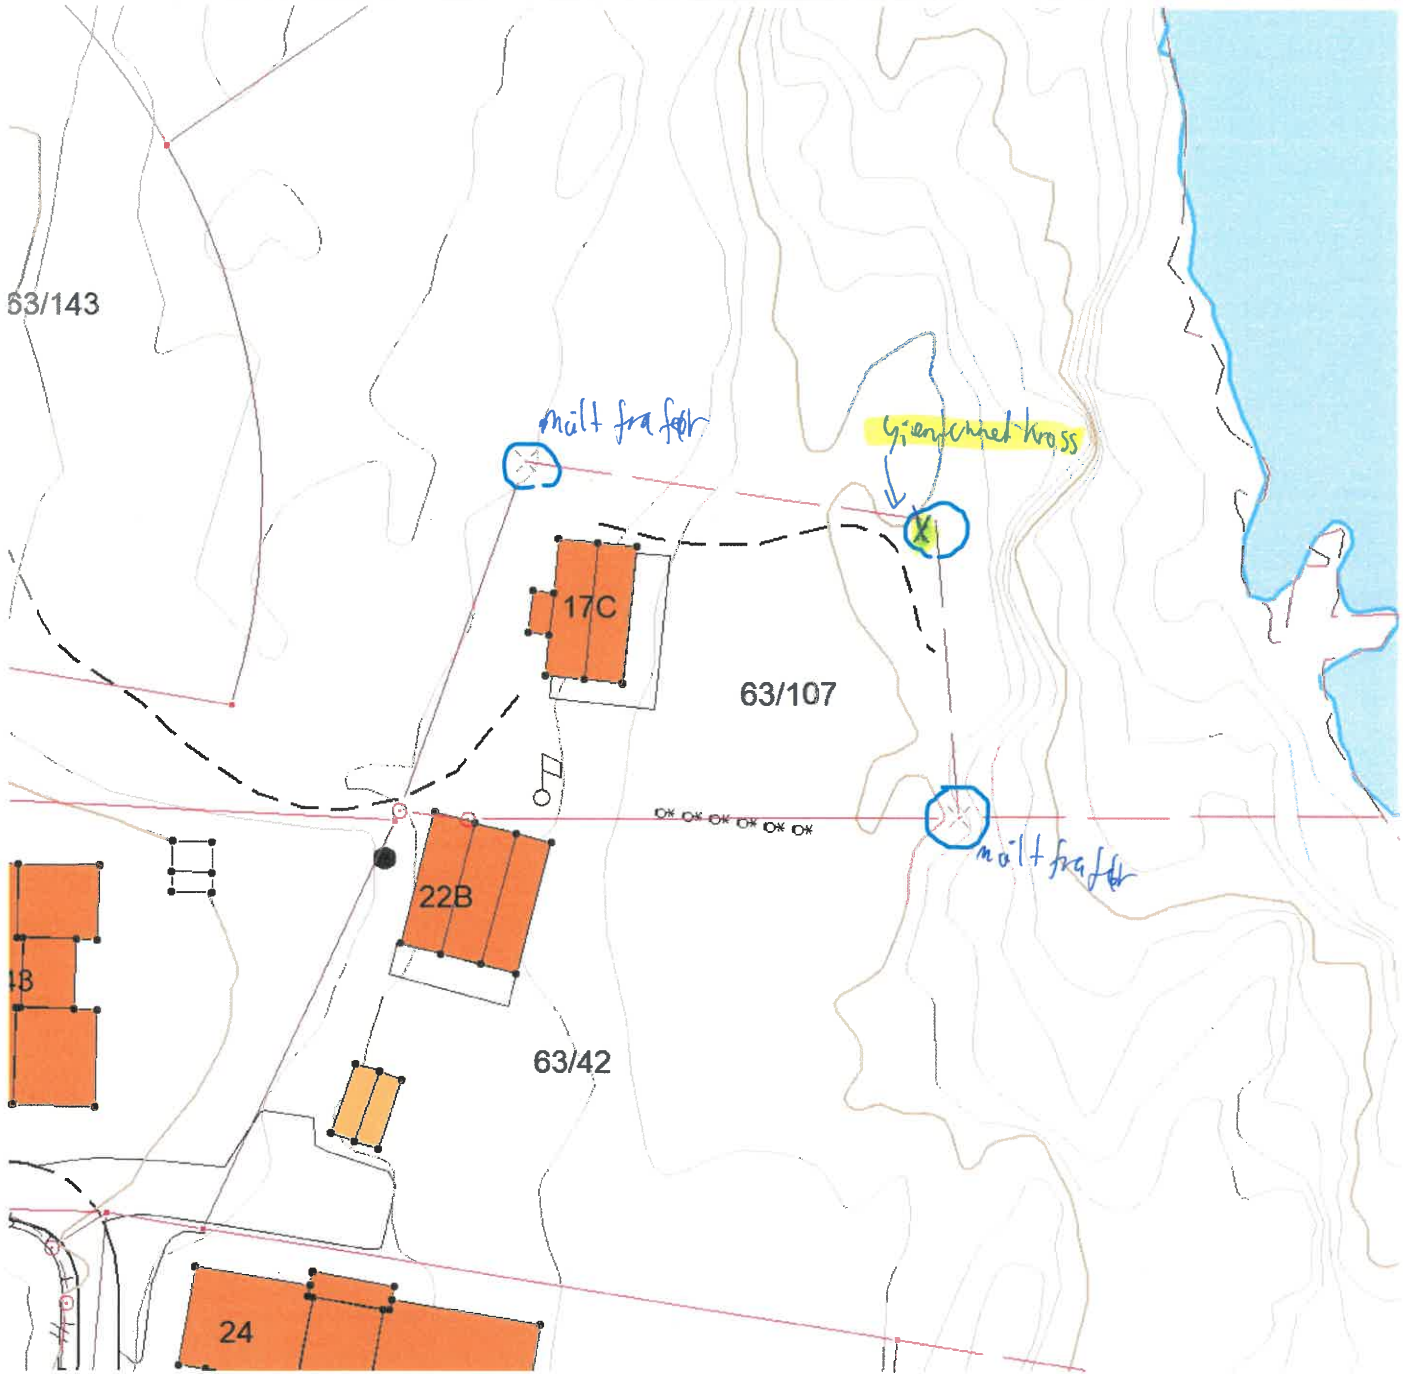 63/143
målt fra før
Gjenfunnet kross
X
17C
63/107
målt fra før
22B
63/42
24